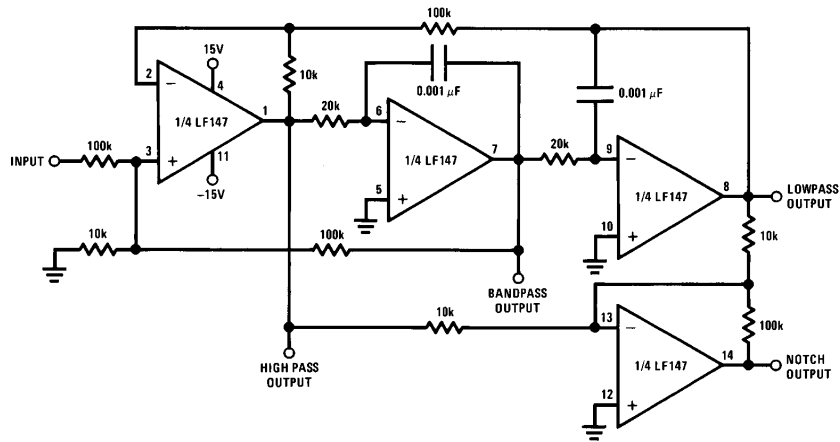 100k
15V
2
−
4
10k
0.001 μF
0.001 μF
1/4 LF147
1
20k
6
−
100k
INPUT
3
+
11
−15V
1/4 LF147
7
20k
9
−
5
+
1/4 LF147
8
LOWPASS
OUTPUT
10k
100k
10
+
10k
BANDPASS
OUTPUT
10k
13
−
100k
HIGH PASS
OUTPUT
1/4 LF147
14
NOTCH
OUTPUT
12
+